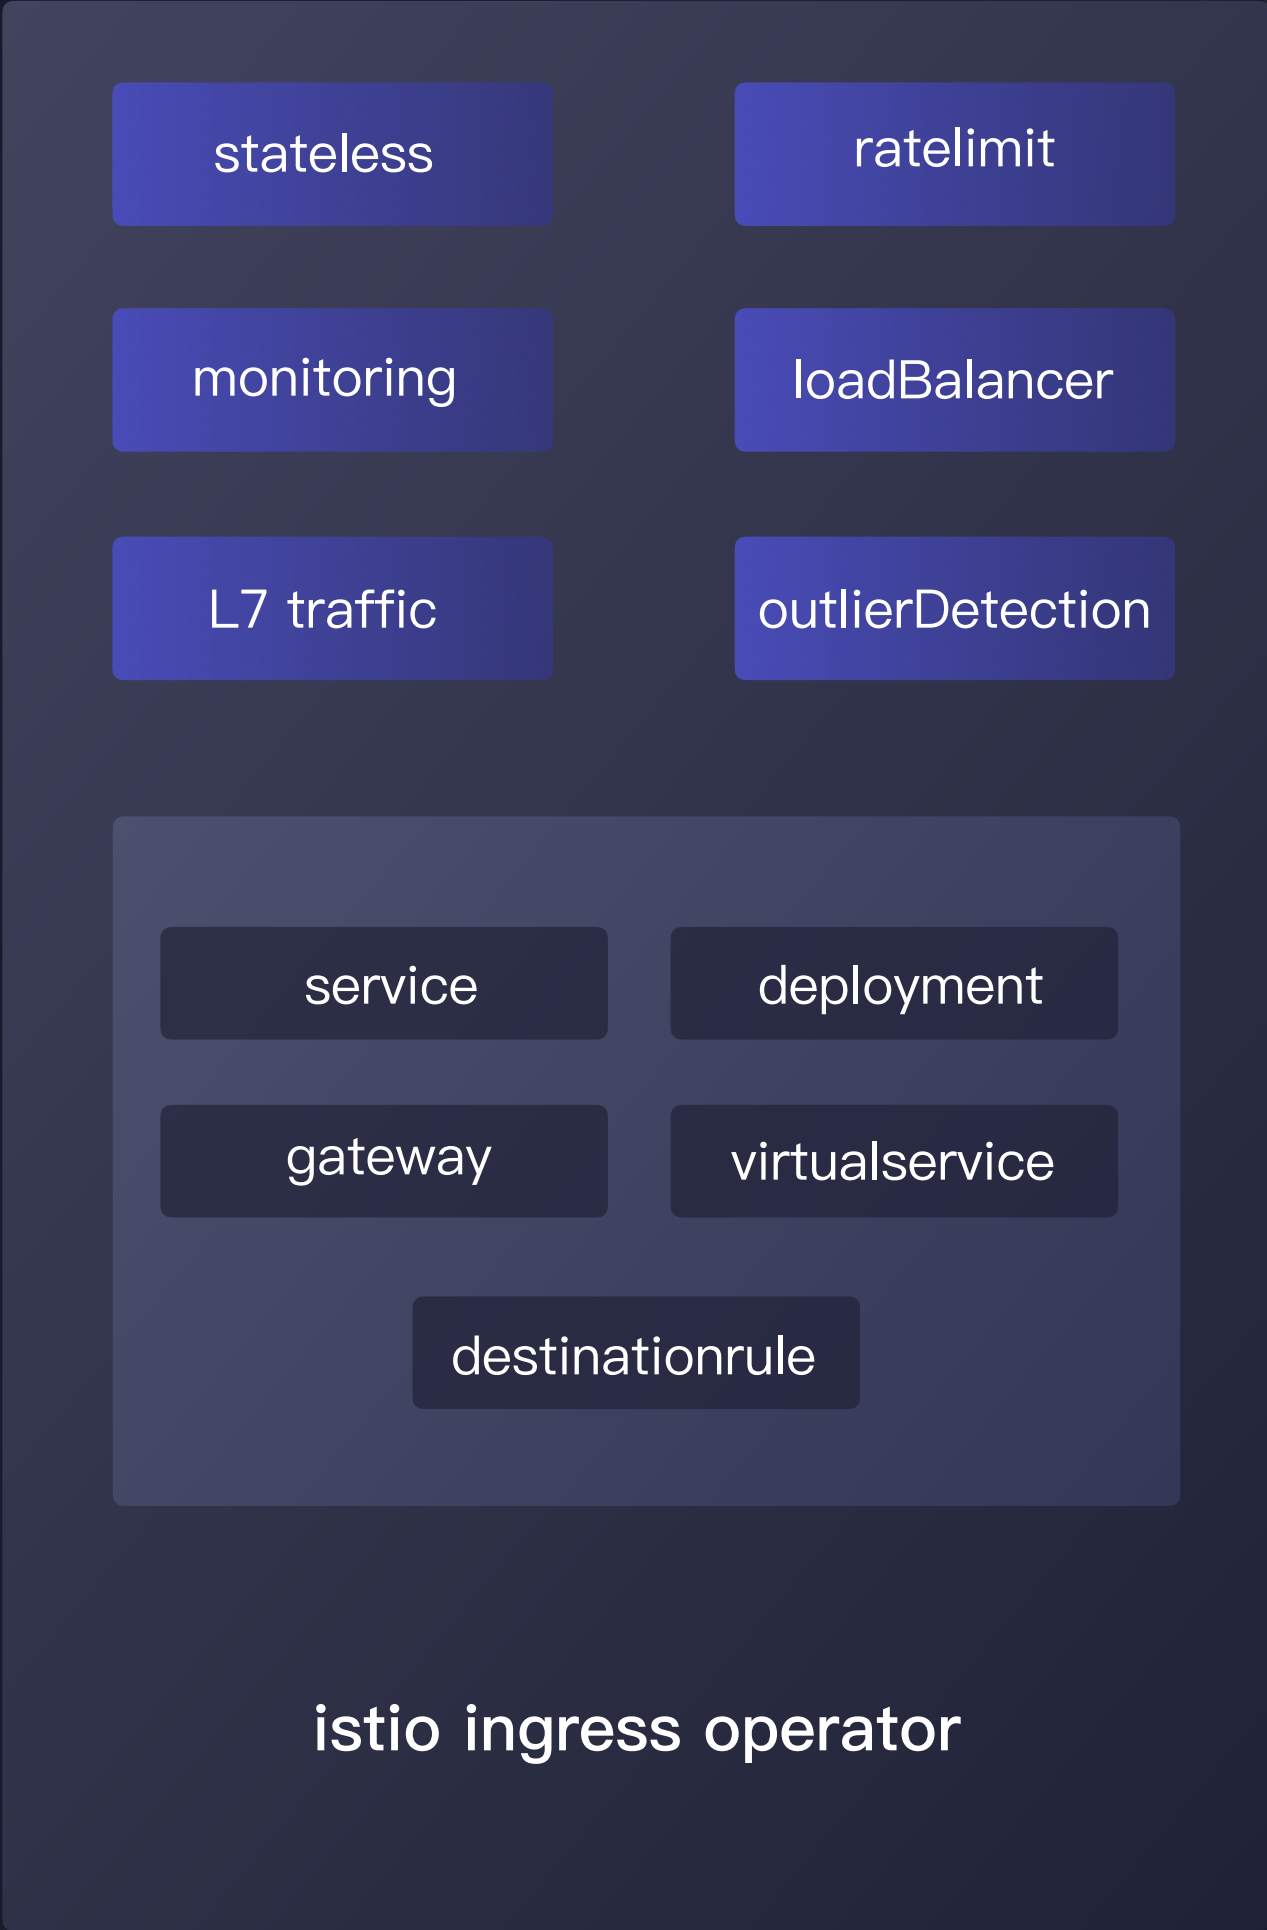 stateless
ratelimit
monitoring
loadBalancer
L7 traffic
outlierDetection
service
deployment
gateway
virtualservice
destinationrule
istio ingress operator